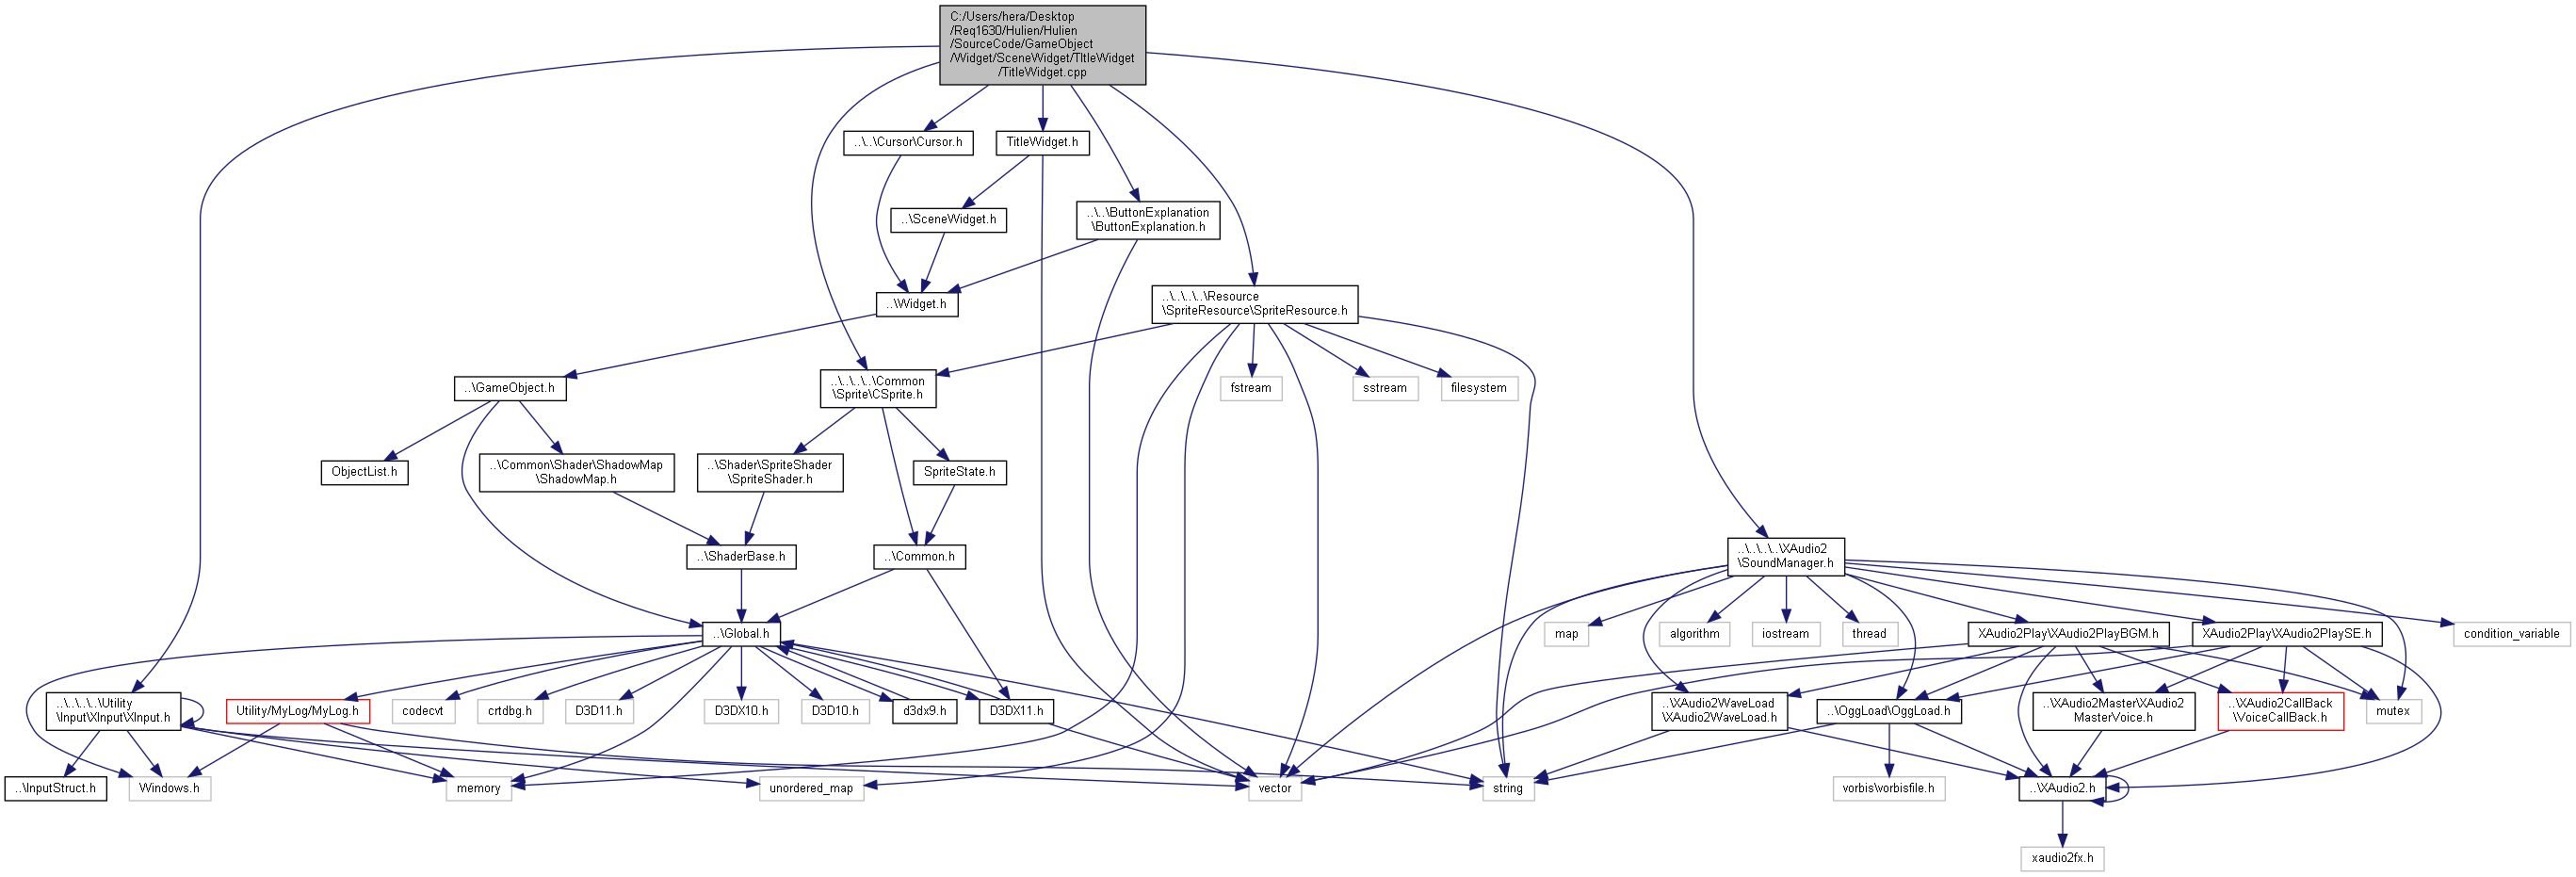 C:/Users/hera/Desktop
/Req1630/Hulien/Hulien
/SourceCode/GameObject
/Widget/SceneWidget/TItleWidget
/TitleWidget.cpp
..\..\Cursor\Cursor.h
TitleWidget.h
..\SceneWidget.h
..\..\ButtonExplanation
\ButtonExplanation.h
..\Widget.h
..\..\..\..\Resource
\SpriteResource\SpriteResource.h
..\GameObject.h
..\..\..\..\Common
\Sprite\CSprite.h
fstream
sstream
filesystem
ObjectList.h
..\Common\Shader\ShadowMap
\ShadowMap.h
..\Shader\SpriteShader
\SpriteShader.h
SpriteState.h
..\ShaderBase.h
..\Common.h
..\..\..\..\XAudio2
\SoundManager.h
..\Global.h
map
algorithm
iostream
thread
XAudio2Play\XAudio2PlayBGM.h
XAudio2Play\XAudio2PlaySE.h
condition_variable
..\..\..\..\Utility
\Input\XInput\XInput.h
Utility/MyLog/MyLog.h
codecvt
crtdbg.h
D3D11.h
D3DX10.h
D3D10.h
d3dx9.h
D3DX11.h
..\XAudio2WaveLoad
\XAudio2WaveLoad.h
..\OggLoad\OggLoad.h
..\XAudio2Master\XAudio2
MasterVoice.h
..\XAudio2CallBack
\VoiceCallBack.h
mutex
..\InputStruct.h
Windows.h
memory
unordered_map
vector
string
vorbis\vorbisfile.h
..\XAudio2.h
xaudio2fx.h